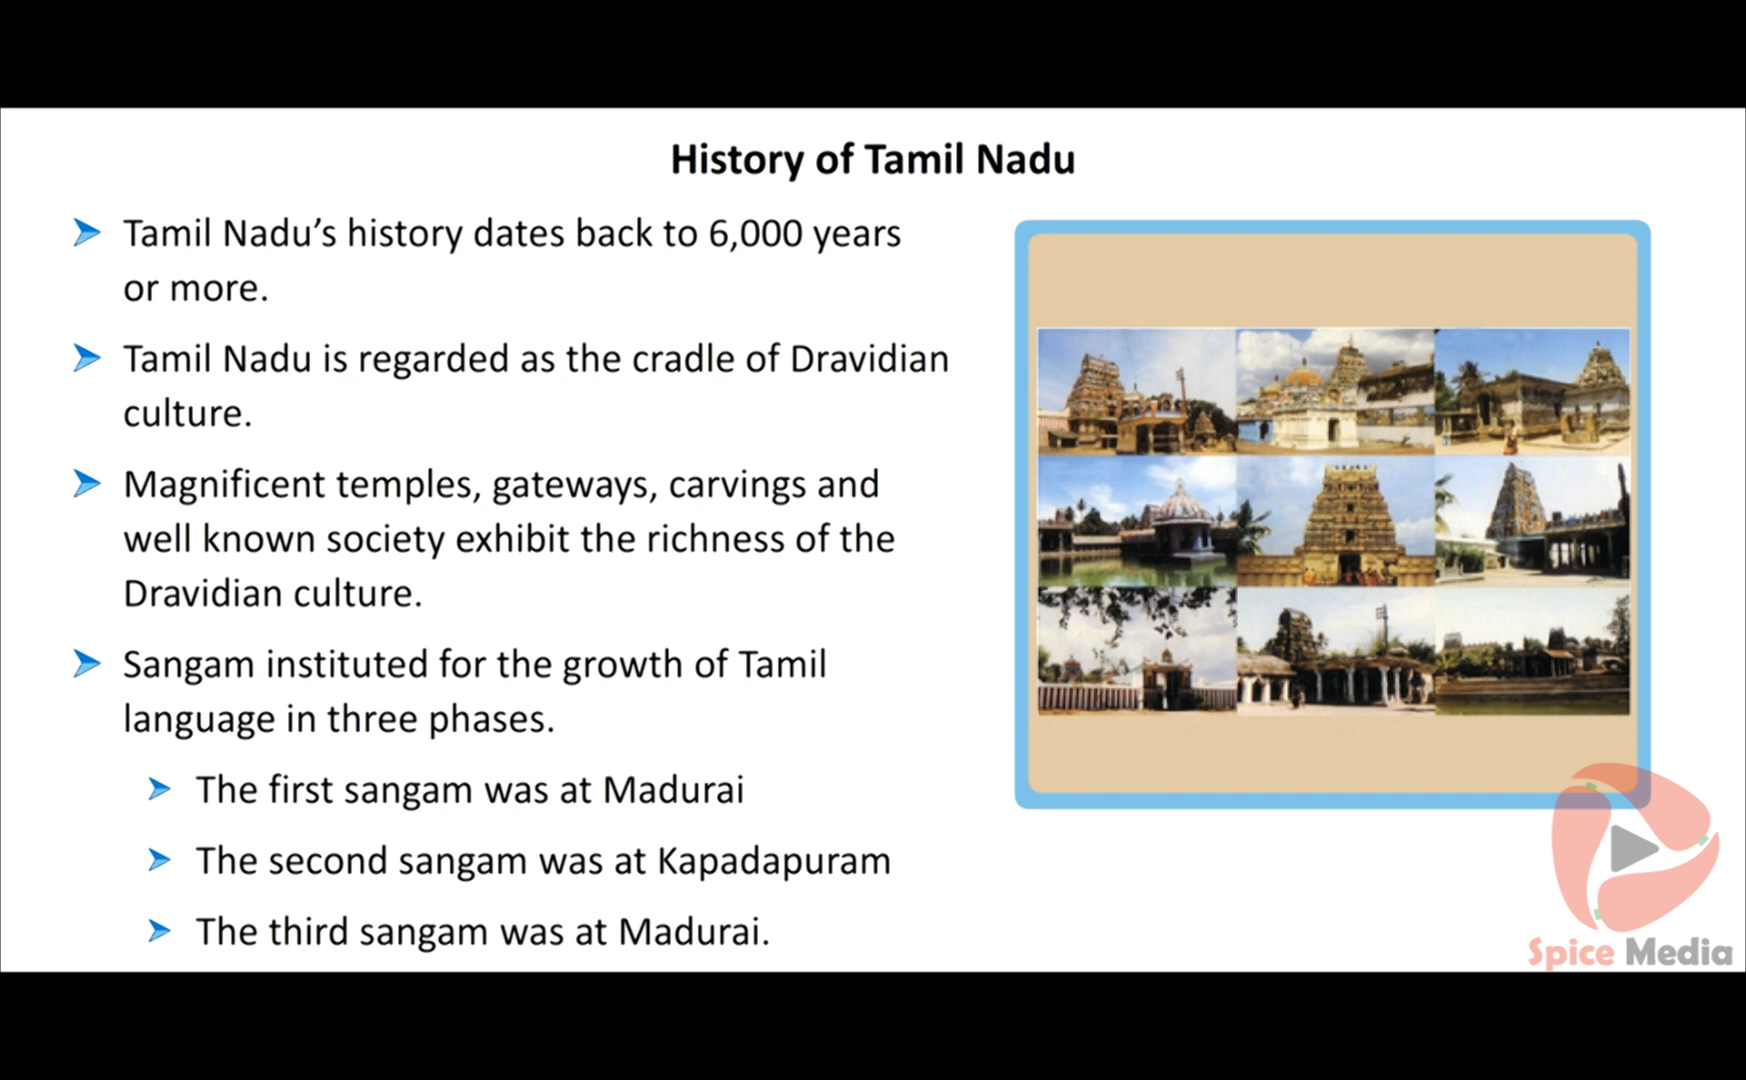 History of Tamil Nadu
Tamil Nadu’s history dates back to 6,000 years
or more.
Tamil Nadu is regarded as the cradle of Dravidian
culture.
Magnificent temples, gateways, carvings and
well known society exhibit the richness of the
Dravidian culture.
Sangam instituted for the growth of Tamil
language in three phases.
The first sangam was at Madurai
The second sangam was at Kapadapuram
The third sangam was at Madurai.
Spice Media